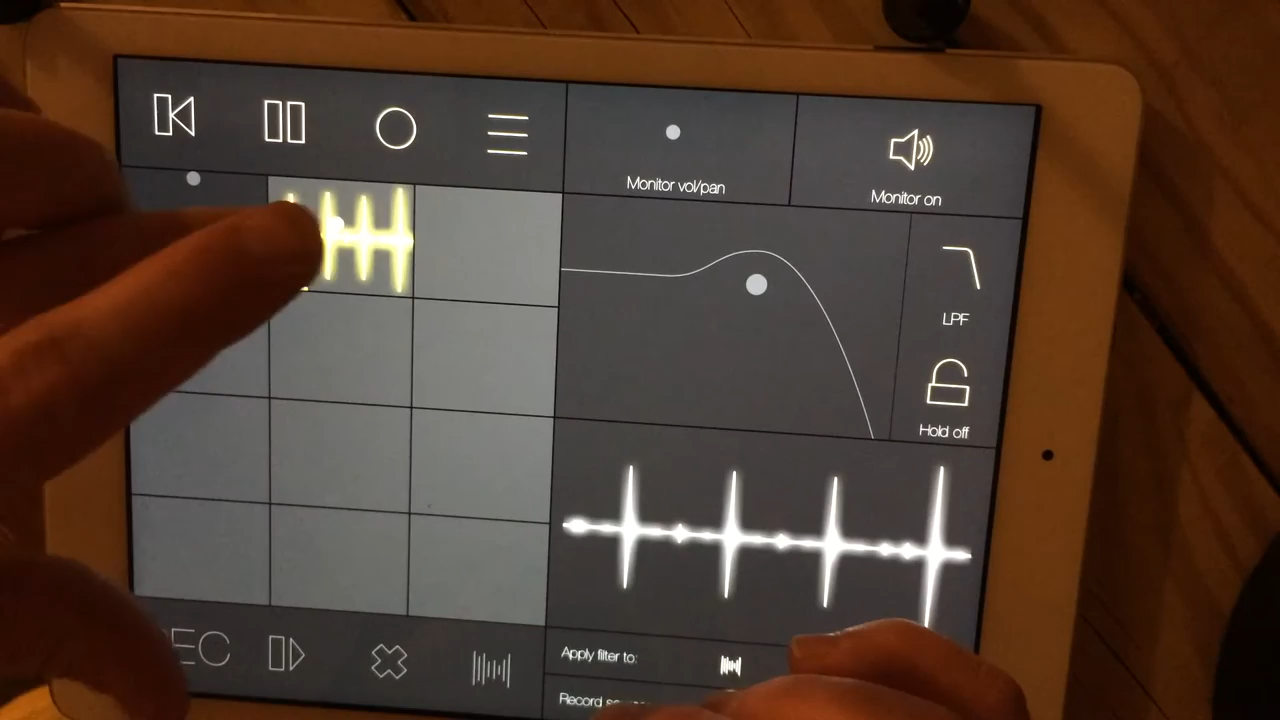 Monitor vol/pan
Monitor on
LPF
Hold off
EC
Apply filter to:
Record